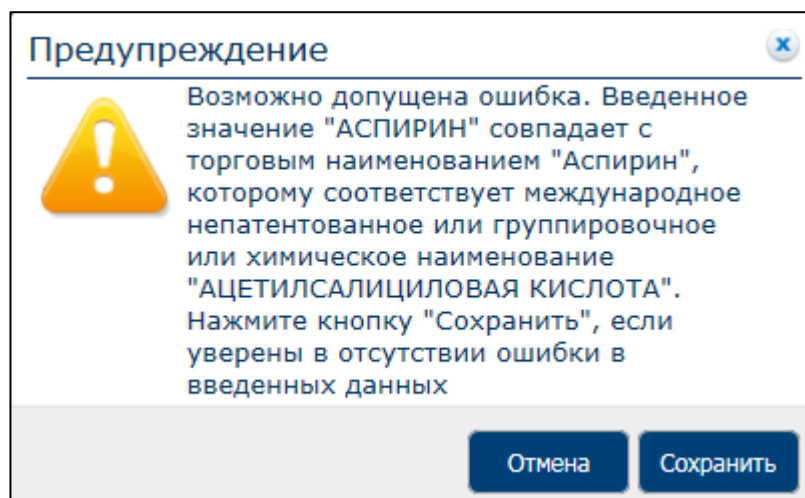 Предупреждение
Возможно допущена ошибка. Введенное
значение "АСПИРИН" совпадает с
торговым наименованием "Аспирин",
которому соответствует международное
непатентованное или группировочное
или химическое наименование
"АЦЕТИЛСАЛИЦИЛОВАЯ КИСЛОТА".
Нажмите кнопку "Сохранить", если
уверены в отсутствии ошибки в
введенных данных
Отмена
Сохранить